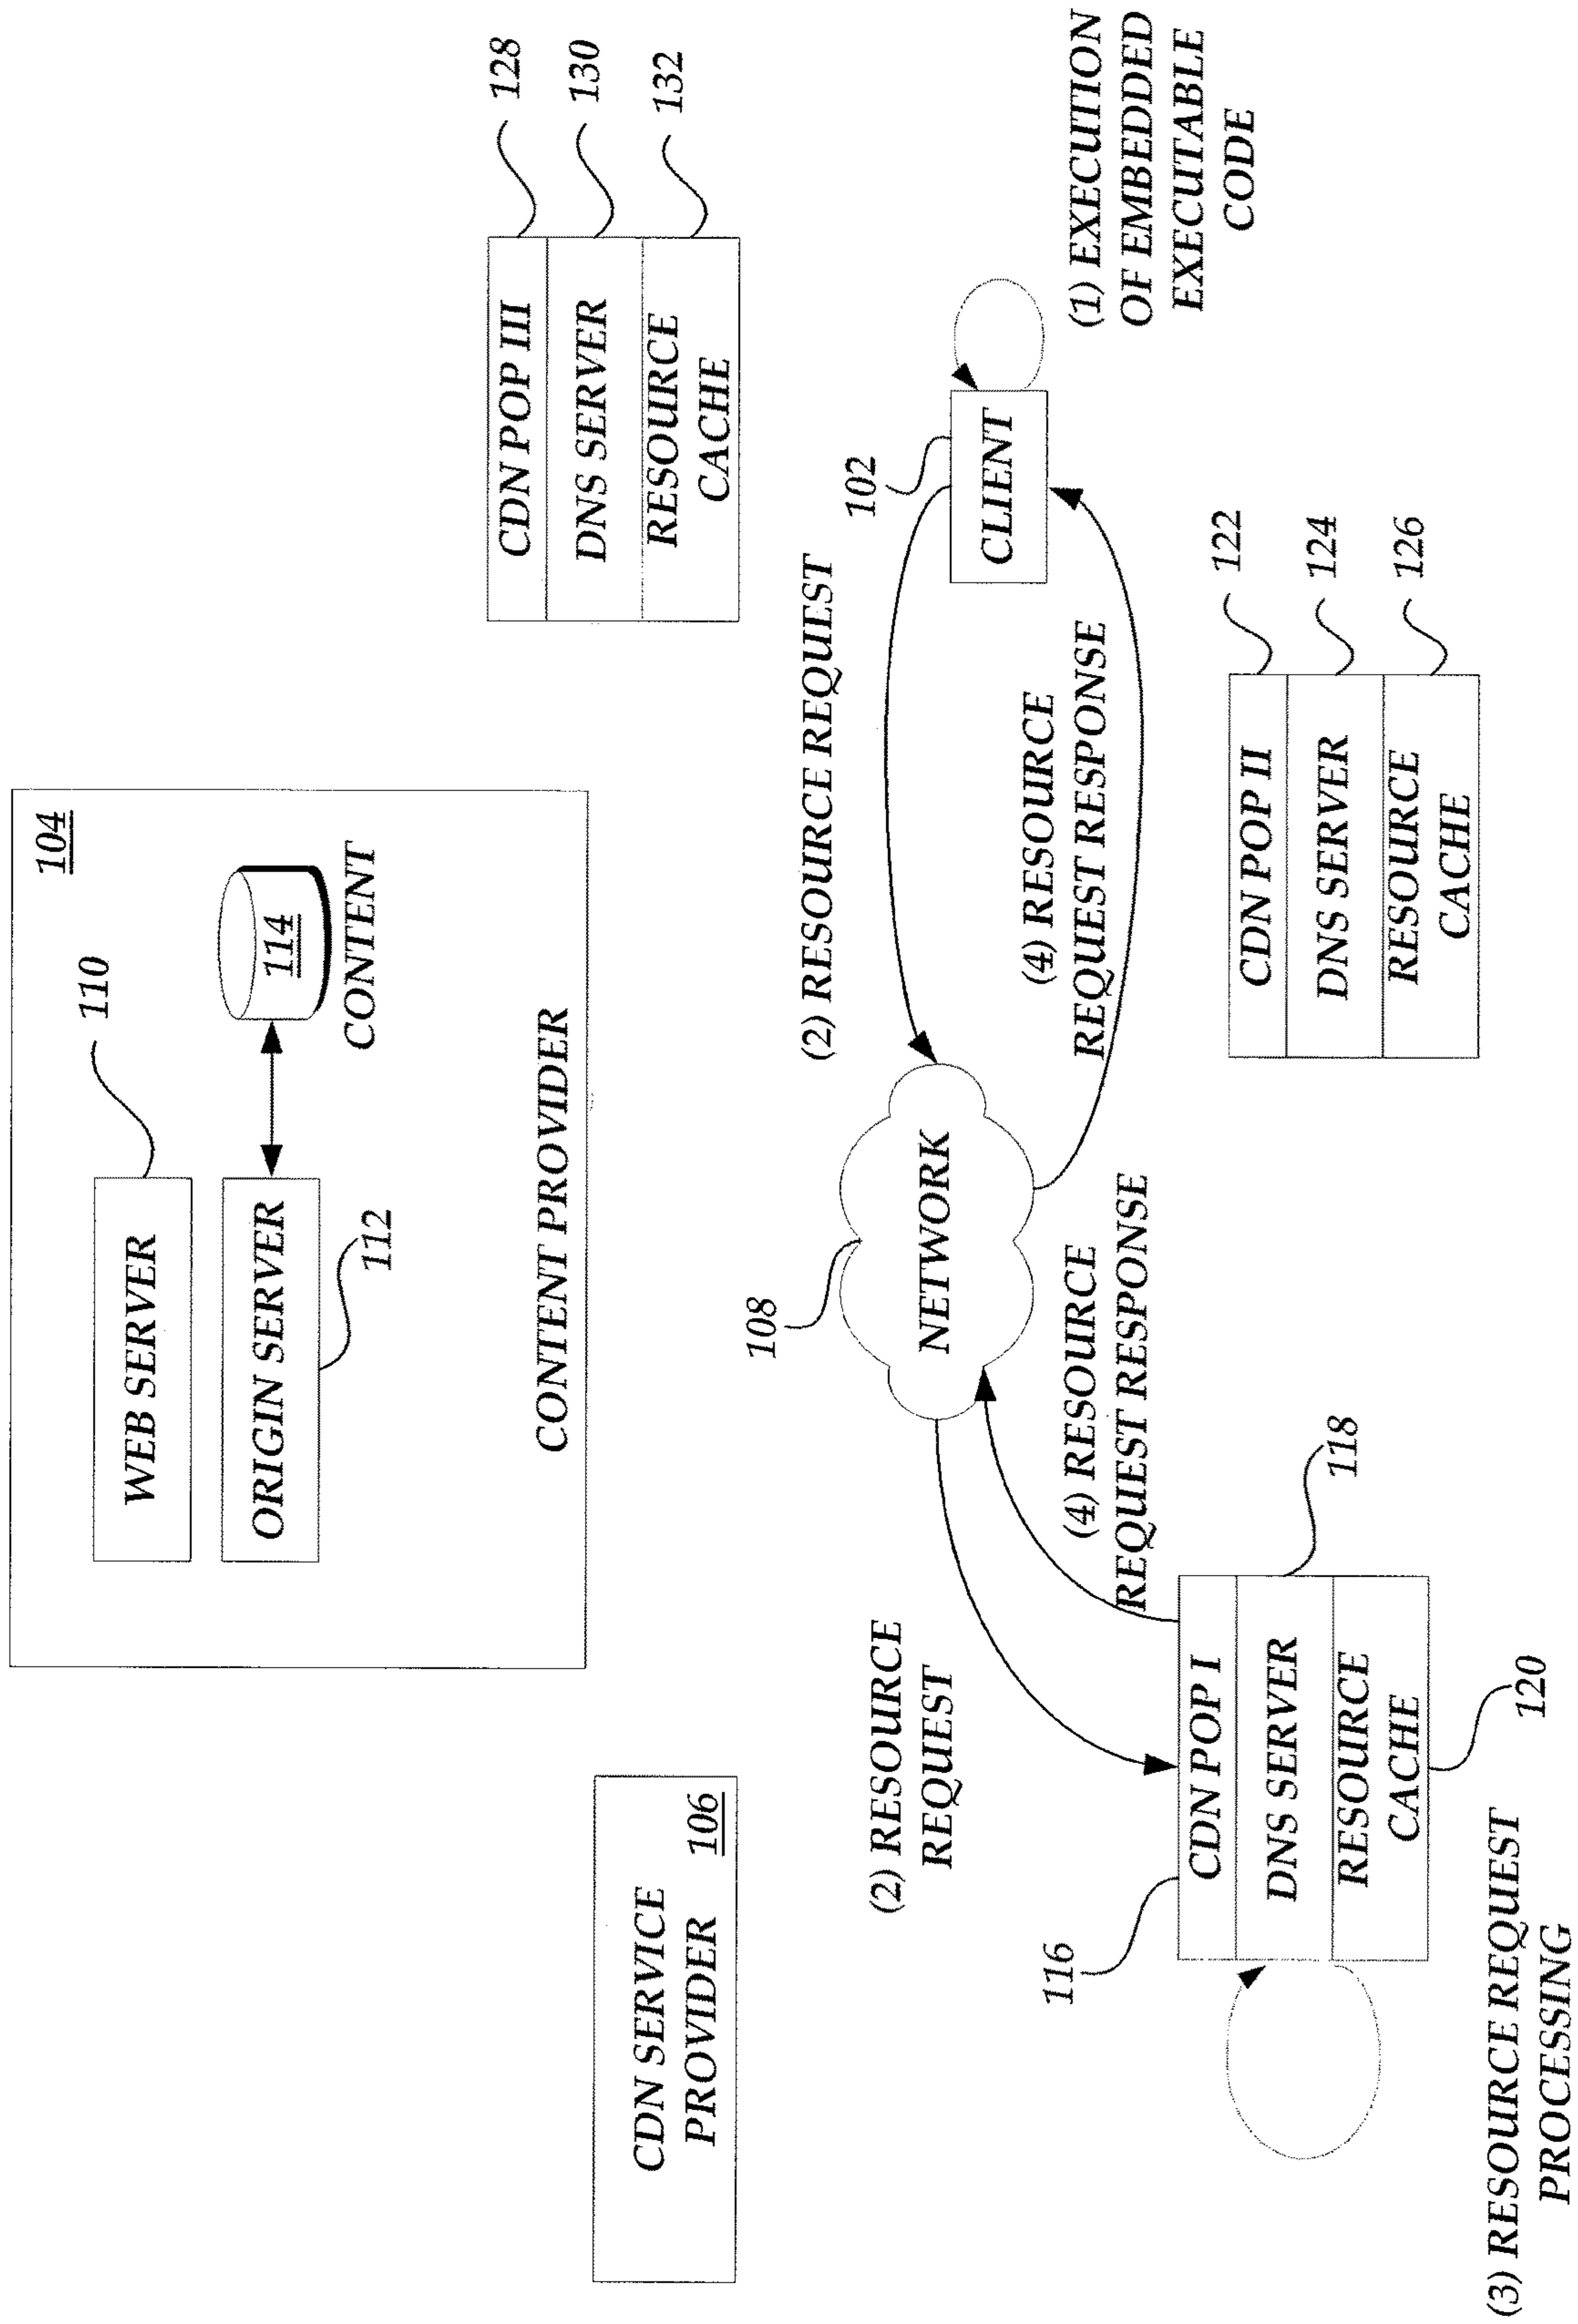 104
WEB SERVER
110
ORIGIN SERVER
112
114
CONTENT
CONTENT PROVIDER
CDN SERVICE
PROVIDER
106
CDN POP III
128
DNS SERVER
130
RESOURCE
CACHE
132
108
NETWORK
(2) RESOURCE REQUEST
102
CLIENT
(1) EXECUTION
OF EMBEDDED
EXECUTABLE
CODE
(4) RESOURCE
REQUEST RESPONSE
(2) RESOURCE
REQUEST
(4) RESOURCE
REQUEST RESPONSE
116
CDN POP I
DNS SERVER
118
RESOURCE
CACHE
120
(3) RESOURCE REQUEST
PROCESSING
CDN POP II
122
DNS SERVER
124
RESOURCE
CACHE
126